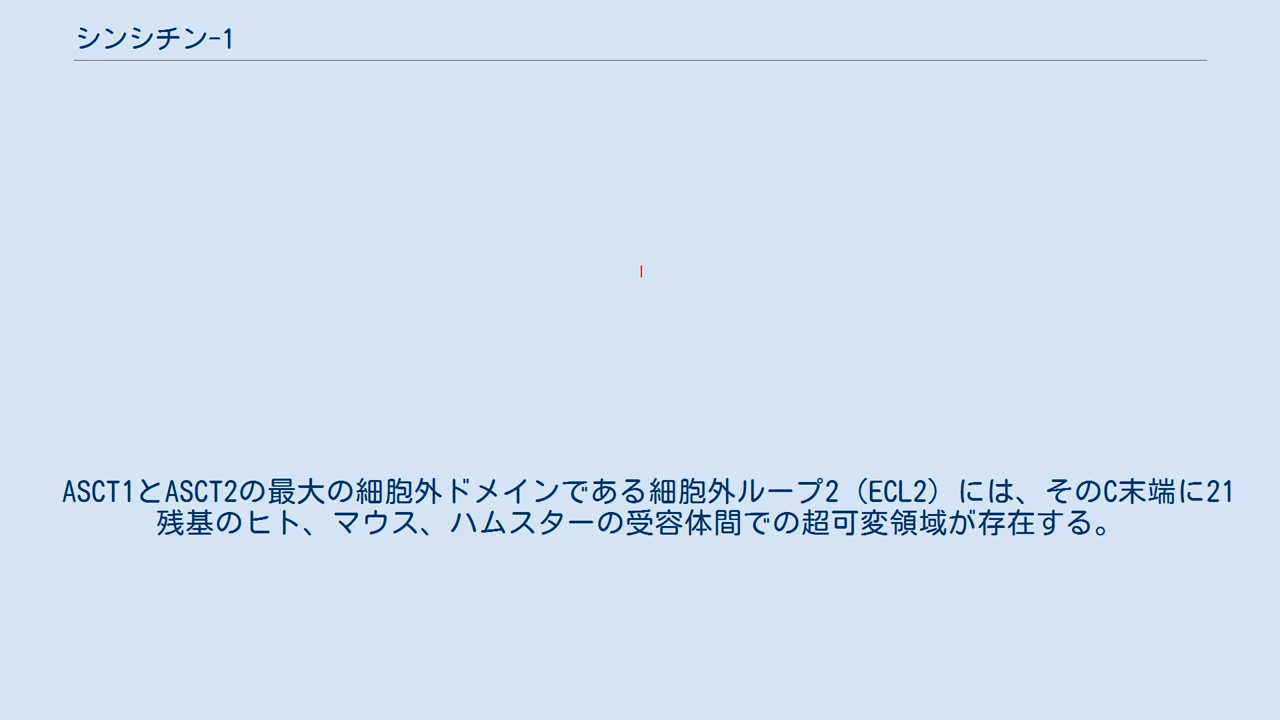 シンシチン-1
ASCT1とASCT2の最大の細胞外ドメインである細胞外ループ2（ECL2）には、そのC末端に21
残基のヒト、マウス、ハムスターの受容体間での超可変領域が存在する。